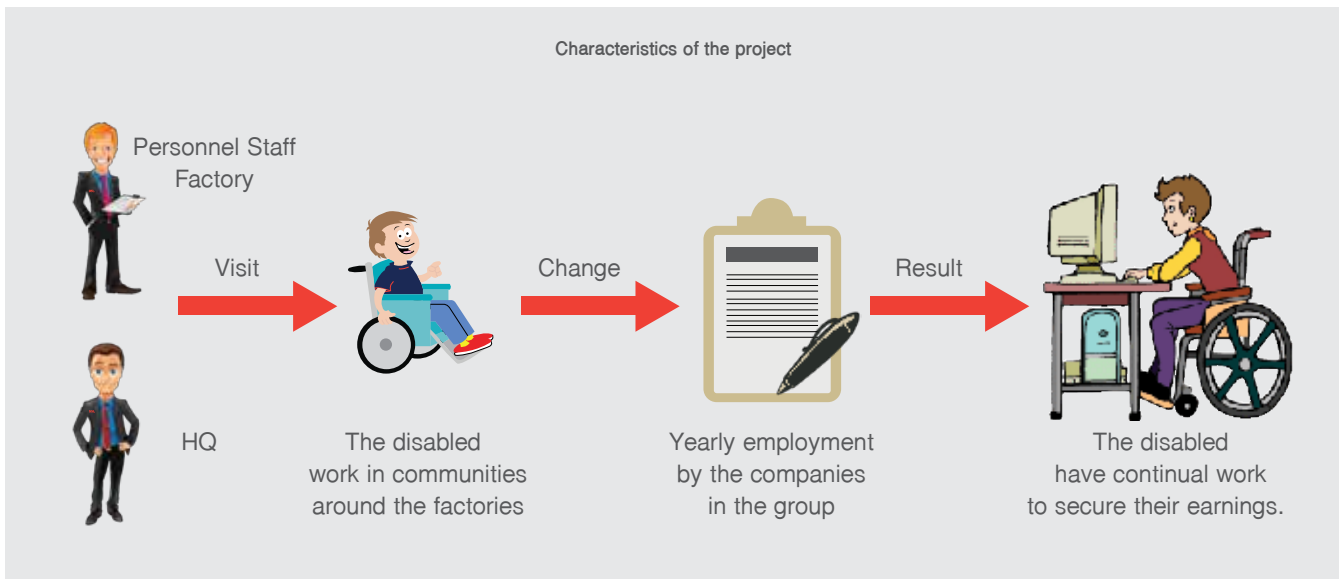 Characteristics of the project
Personnel Staff
Factory
Visit
Change
Result
HQ
The disabled
work in communities
around the factories
Yearly employment
by the companies
in the group
The disabled
have continual work
to secure their earnings.